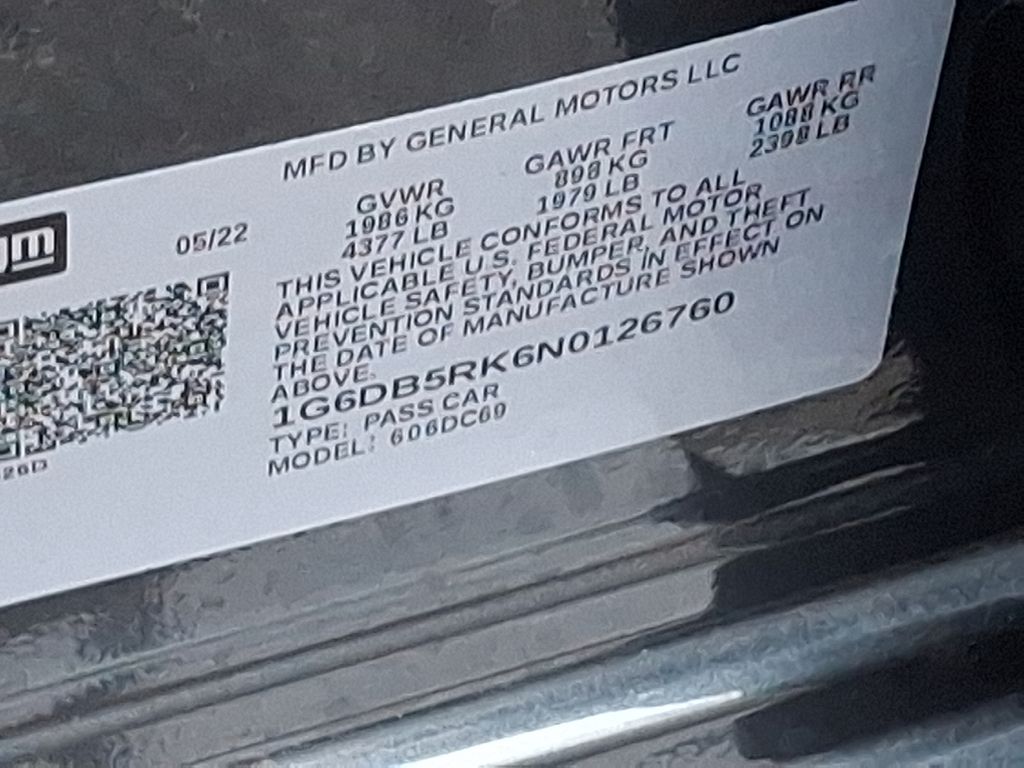 MFD BY GENERAL MOTORS LLC
05/22
GVWR
1986 KG
4377 LB
GAWR FRT
898 KG
1979 LB
GAWR RR
1088 KG
2398 LB
THIS VEHICLE CONFORMS TO ALL
APPLICABLE U.S. FEDERAL MOTOR
VEHICLE SAFETY, BUMPER, AND THEFT
PREVENTION STANDARDS IN EFFECT ON
THE DATE OF MANUFACTURE SHOWN
ABOVE.
1G6DB5RK6N0126760
TYPE: PASS CAR
MODEL: 606DC69